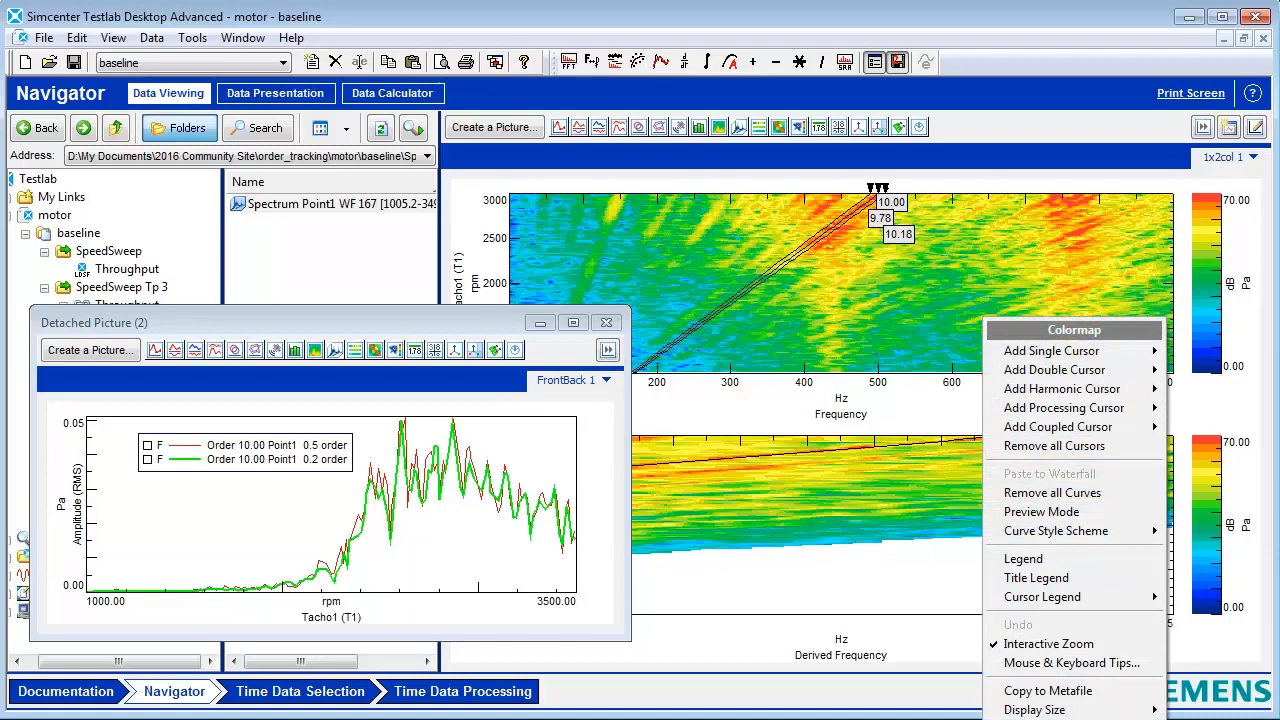 Simcenter Testlab Desktop Advanced - motor - baseline
File Edit View Data Tools Window Help
baseline
Navigator Data Viewing Data Presentation Data Calculator Print Screen
Back Folders Search
Create a Picture...
Address: D:\My Documents\2016 Community Site\order_tracking\motor\baseline\Sp
1x2col 1
Testlab
My Links
motor
baseline
SpeedSweep
Throughput
SpeedSweep Tp 3
Throughput
Name
Spectrum Point1 WF 167 [1005.2-349
3000
2500
2000
Tacho1 (T1)
rpm
10.00
9.78
10.18
70.00
dB
Pa
0.00
200 300 400 500 600
Hz
Frequency
70.00
dB
Pa
0.00
Hz
Derived Frequency
Detached Picture (2)
Create a Picture...
FrontBack 1
0.05
F Order 10.00 Point1 0.5 order
F Order 10.00 Point1 0.2 order
Pa
Amplitude (RMS)
0.00
1000.00 rpm 3500.00
Tacho1 (T1)
Colormap
Add Single Cursor
Add Double Cursor
Add Harmonic Cursor
Add Processing Cursor
Add Coupled Cursor
Remove all Cursors
Paste to Waterfall
Remove all Curves
Preview Mode
Curve Style Scheme
Legend
Title Legend
Cursor Legend
Undo
Interactive Zoom
Mouse & Keyboard Tips...
Copy to Metafile
Display Size
Documentation Navigator Time Data Selection Time Data Processing
EMENS